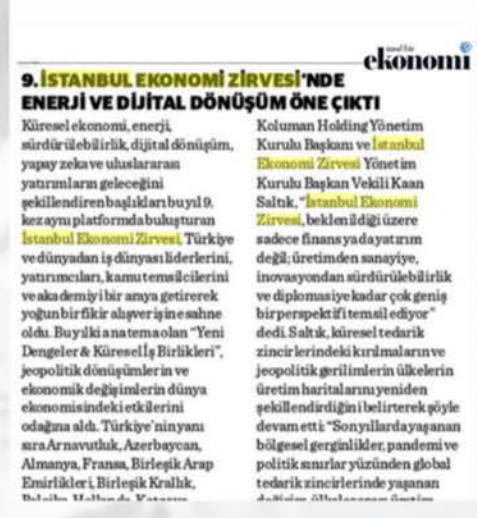 ekonomi
9. İSTANBUL EKONOMİ ZİRVESİ'NDE
ENERJİ VE DİJİTAL DÖNÜŞÜM ÖNE ÇIKTI
Küresel ekonomi, enerji,
sürdürülebilirlik, dijital dönüşüm,
yapay zeka ve uluslararası
yatırımların geleceğini
şekillendiren başlıkları bu yıl 9.
kez aynı platformda buluşturan
İstanbul Ekonomi Zirvesi, Türkiye
ve dünyadan iş dünyası liderlerini,
yatırımcıları, kamu temsilcilerini
ve akademiyi bir araya getirerek
yoğun bir fikir alışverişine sahne
oldu. Bu yılki ana tema olan "Yeni
Dengeler & Küresel İş Birlikleri",
jeopolitik dönüşümlerin ve
ekonomik değişimlerin dünya
ekonomisindeki etkilerini
odağına aldı. Türkiye'nin yanı
sıra Arnavutluk, Azerbaycan,
Almanya, Fransa, Birleşik Arap
Emirlikleri, Birleşik Krallık,
Koluman Holding Yönetim
Kurulu Başkanı ve İstanbul
Ekonomi Zirvesi Yönetim
Kurulu Başkan Vekili Kaan
Saltık, "İstanbul Ekonomi
Zirvesi, beklenildiği üzere
sadece finans ya da yatırım
değil; üretimden sanayiye,
inovasyondan sürdürülebilirlik
ve diplomasiye kadar çok geniş
bir perspektifi temsil ediyor"
dedi. Saltık, küresel tedarik
zincirlerindeki kırılmaların ve
jeopolitik gerilimlerin ülkelerin
üretim haritalarını yeniden
şekillendirdiğini belirterek şöyle
devam etti: "Son yıllarda yaşanan
bölgesel gerginlikler, pandemi ve
politik sınırlar yüzünden global
tedarik zincirlerinde yaşanan